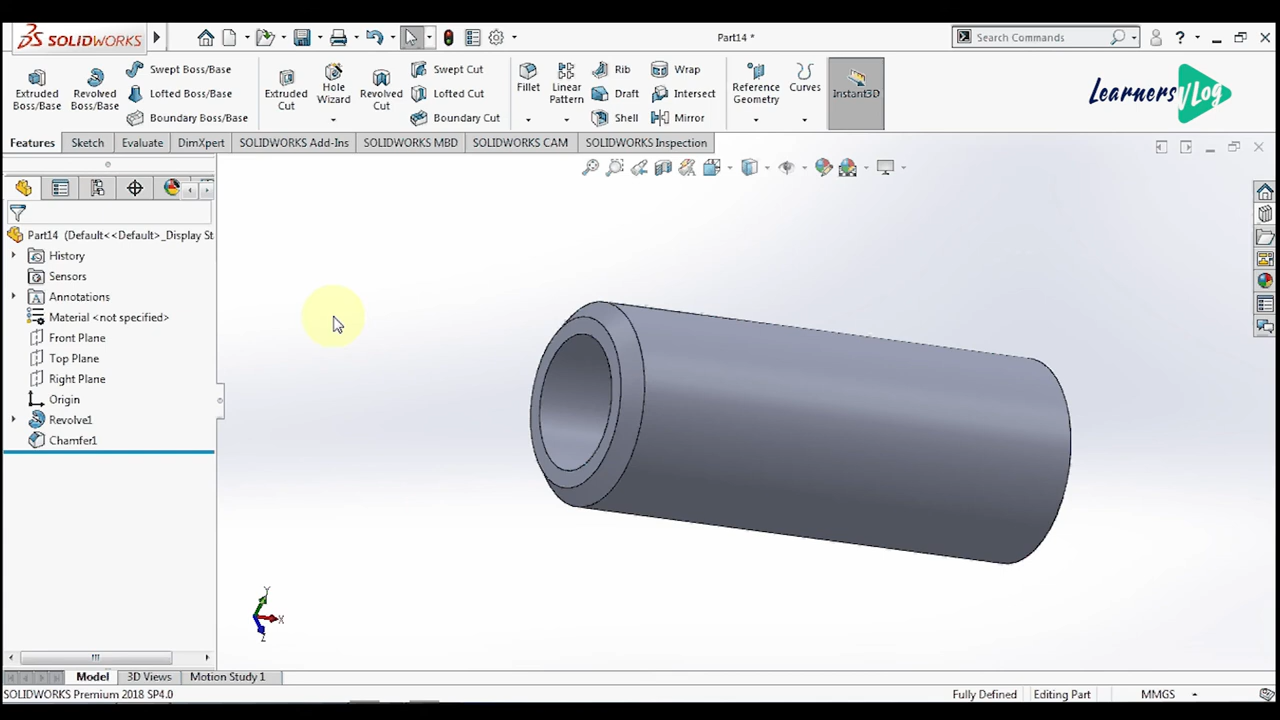 SOLIDWORKS
Part14 *
Search Commands
Extruded Boss/Base
Revolved Boss/Base
Swept Boss/Base
Lofted Boss/Base
Boundary Boss/Base
Extruded Cut
Hole Wizard
Revolved Cut
Swept Cut
Lofted Cut
Boundary Cut
Fillet
Linear Pattern
Rib
Draft
Shell
Wrap
Intersect
Mirror
Reference Geometry
Curves
Instant3D
LearnersVLog
Features Sketch Evaluate DimXpert SOLIDWORKS Add-Ins SOLIDWORKS MBD SOLIDWORKS CAM SOLIDWORKS Inspection
Part14 (Default<<Default>_Display St
History
Sensors
Annotations
Material <not specified>
Front Plane
Top Plane
Right Plane
Origin
Revolve1
Chamfer1
Y
X
Z
Model 3D Views Motion Study 1
SOLIDWORKS Premium 2018 SP4.0
Fully Defined Editing Part MMGS